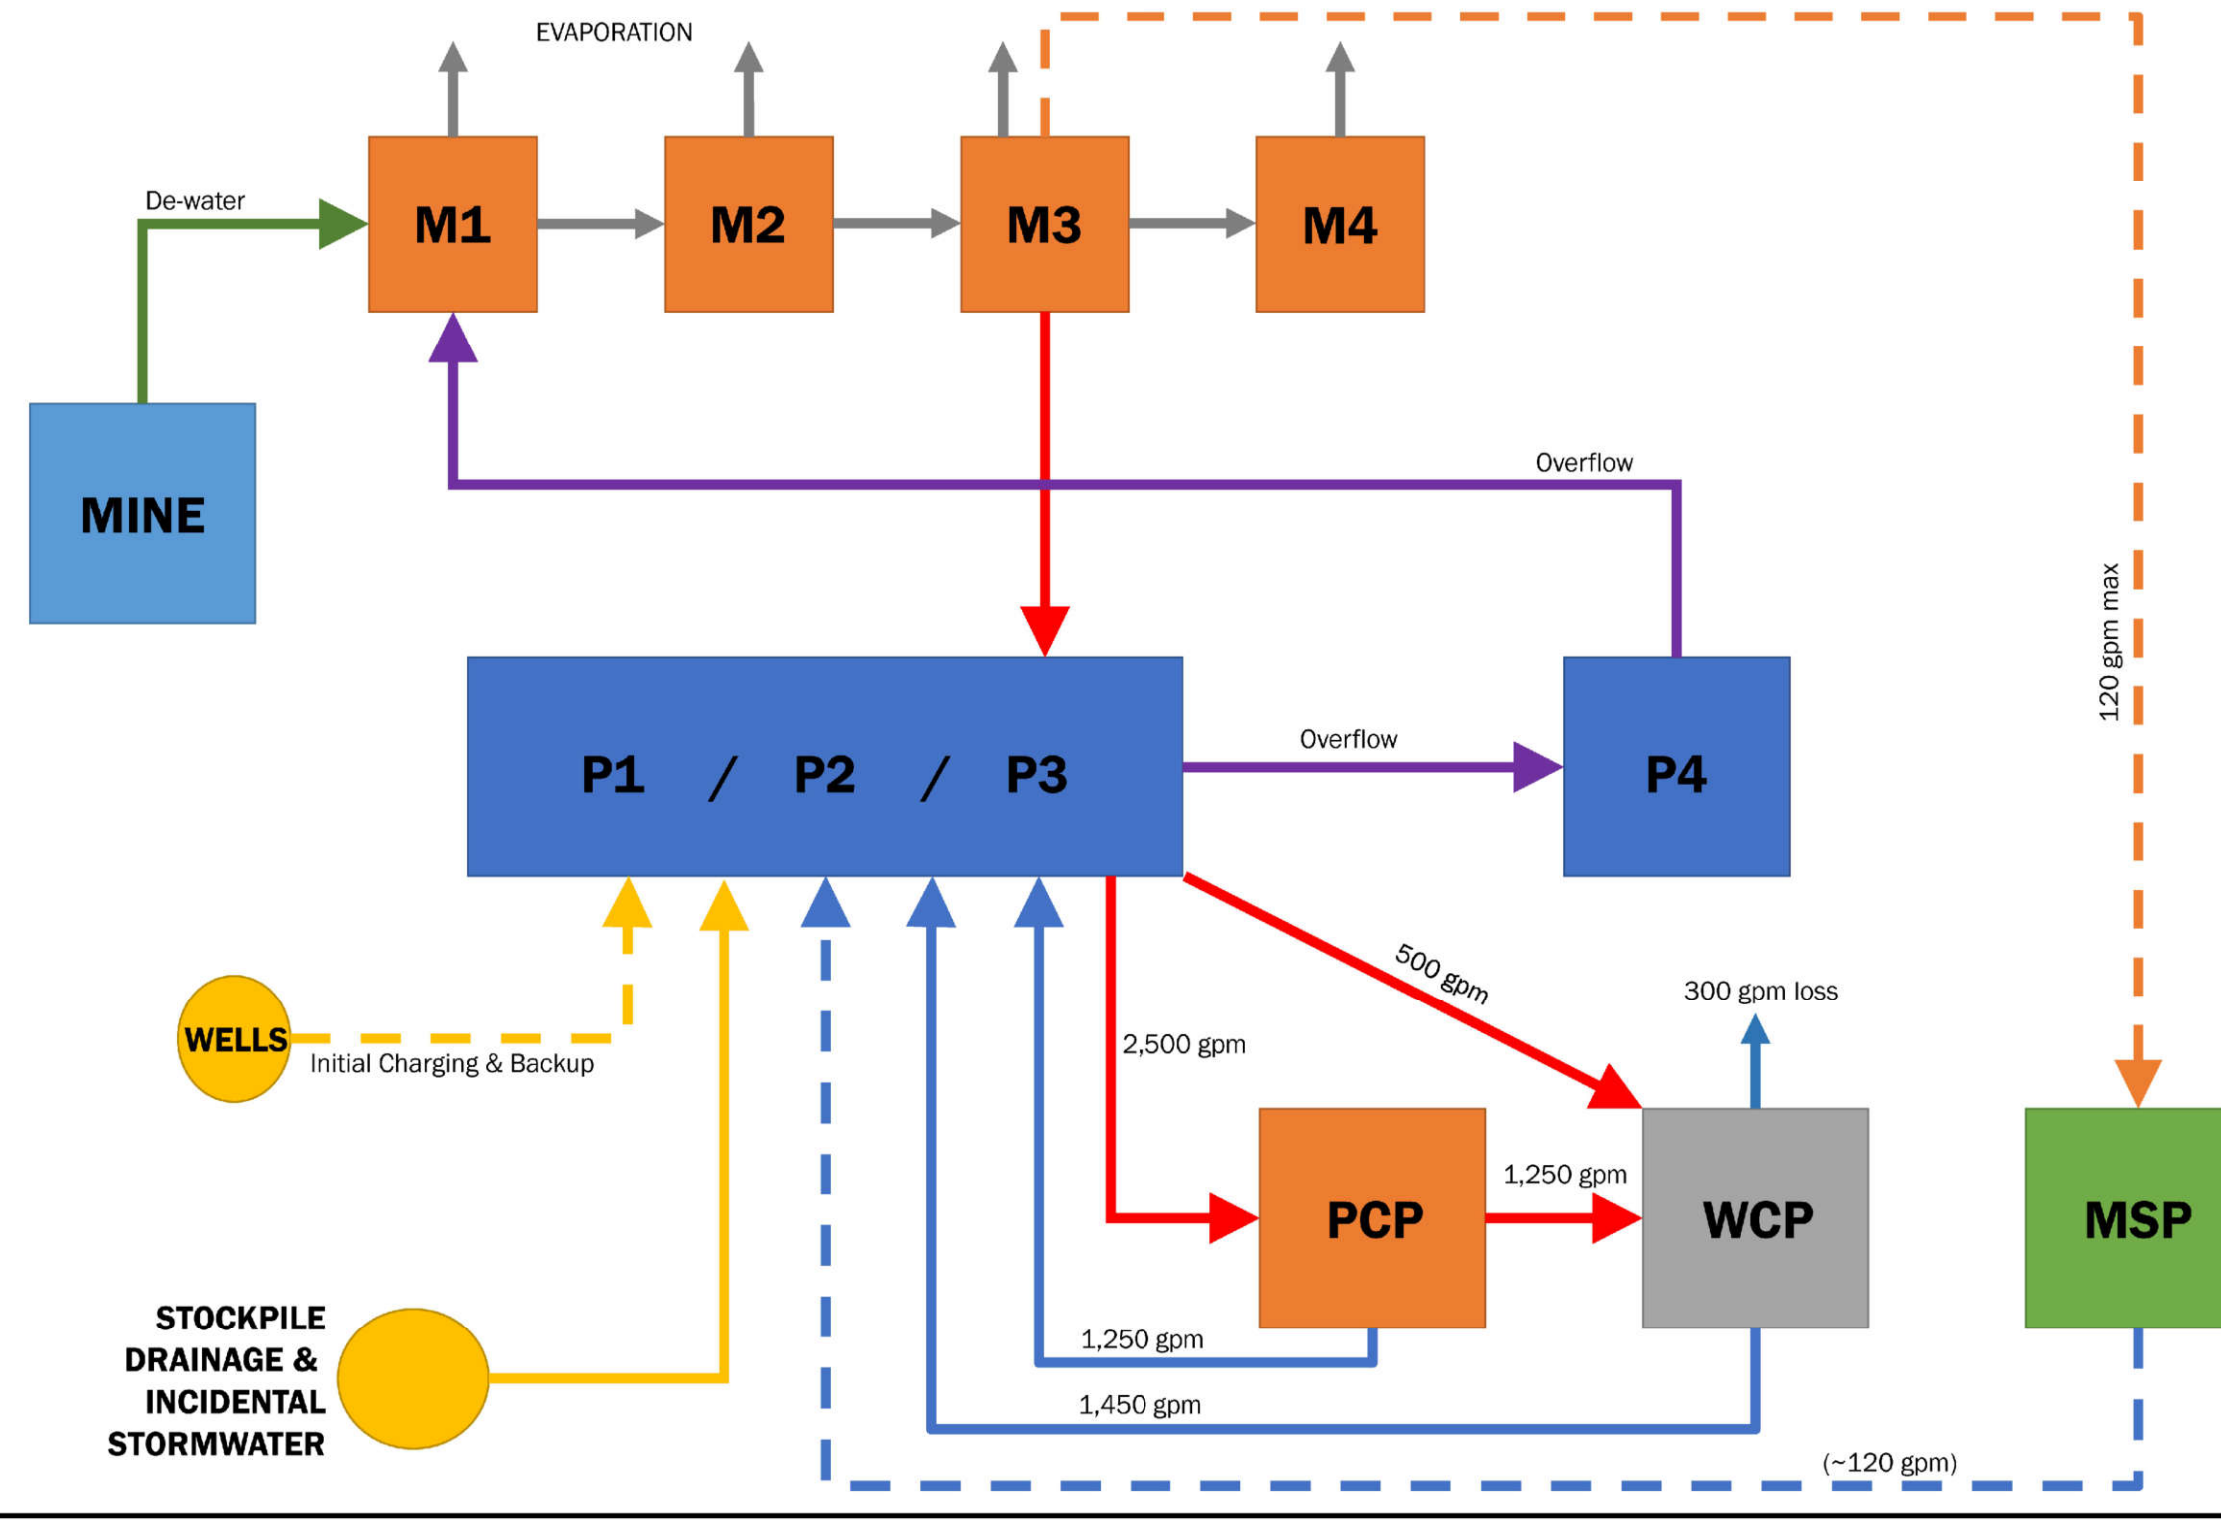 EVAPORATION
De-water
M1
M2
M3
M4
Overflow
MINE
120 gpm max
P1 / P2 / P3
Overflow
P4
500 gpm
300 gpm loss
WELLS
Initial Charging & Backup
2,500 gpm
1,250 gpm
PCP
WCP
MSP
STOCKPILE
DRAINAGE &
INCIDENTAL
STORMWATER
1,250 gpm
1,450 gpm
(~120 gpm)